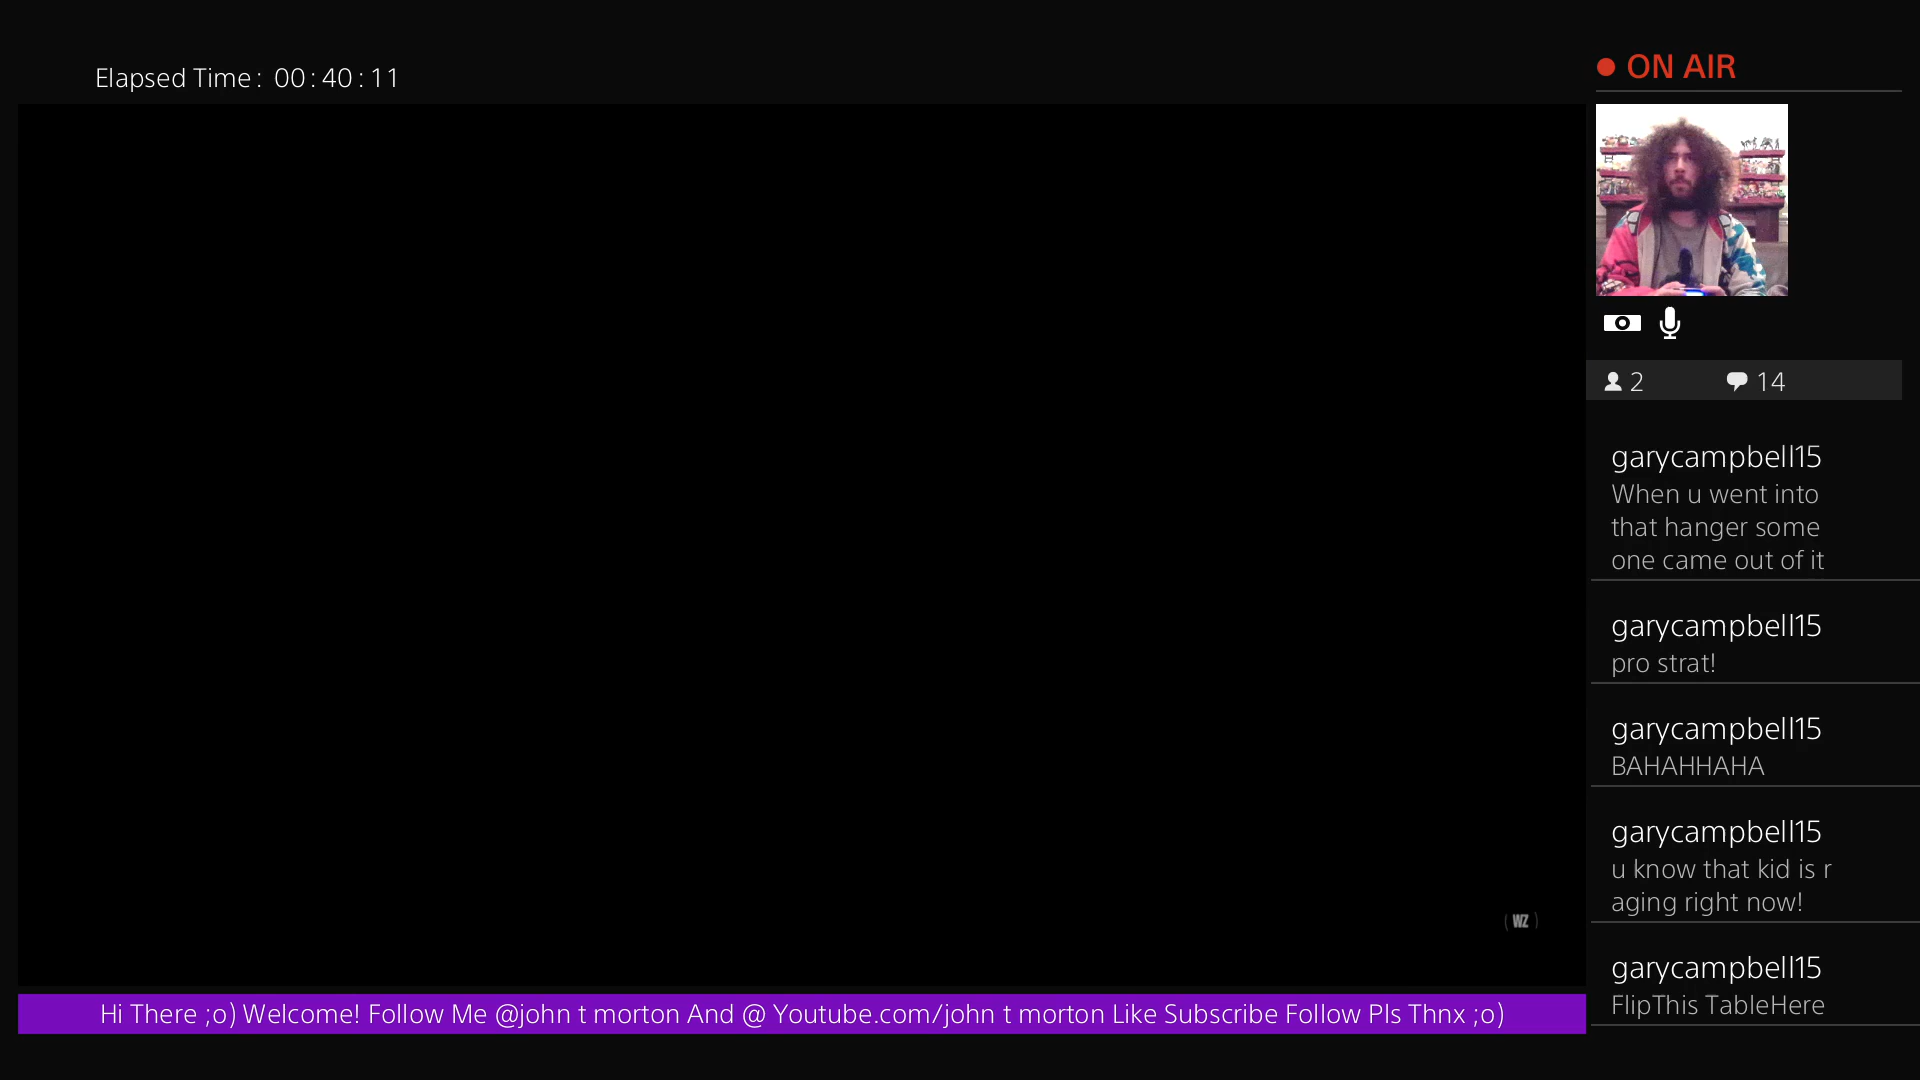 Elapsed Time: 00:40:11
ON AIR
2
14
garycampbell15
When u went into
that hanger some
one came out of it
garycampbell15
pro strat!
garycampbell15
BAHAHHAHA
garycampbell15
u know that kid is r
aging right now!
garycampbell15
FlipThis TableHere
(WZ)
Hi There ;o) Welcome! Follow Me @john t morton And @ Youtube.com/john t morton Like Subscribe Follow Pls Thnx ;o)